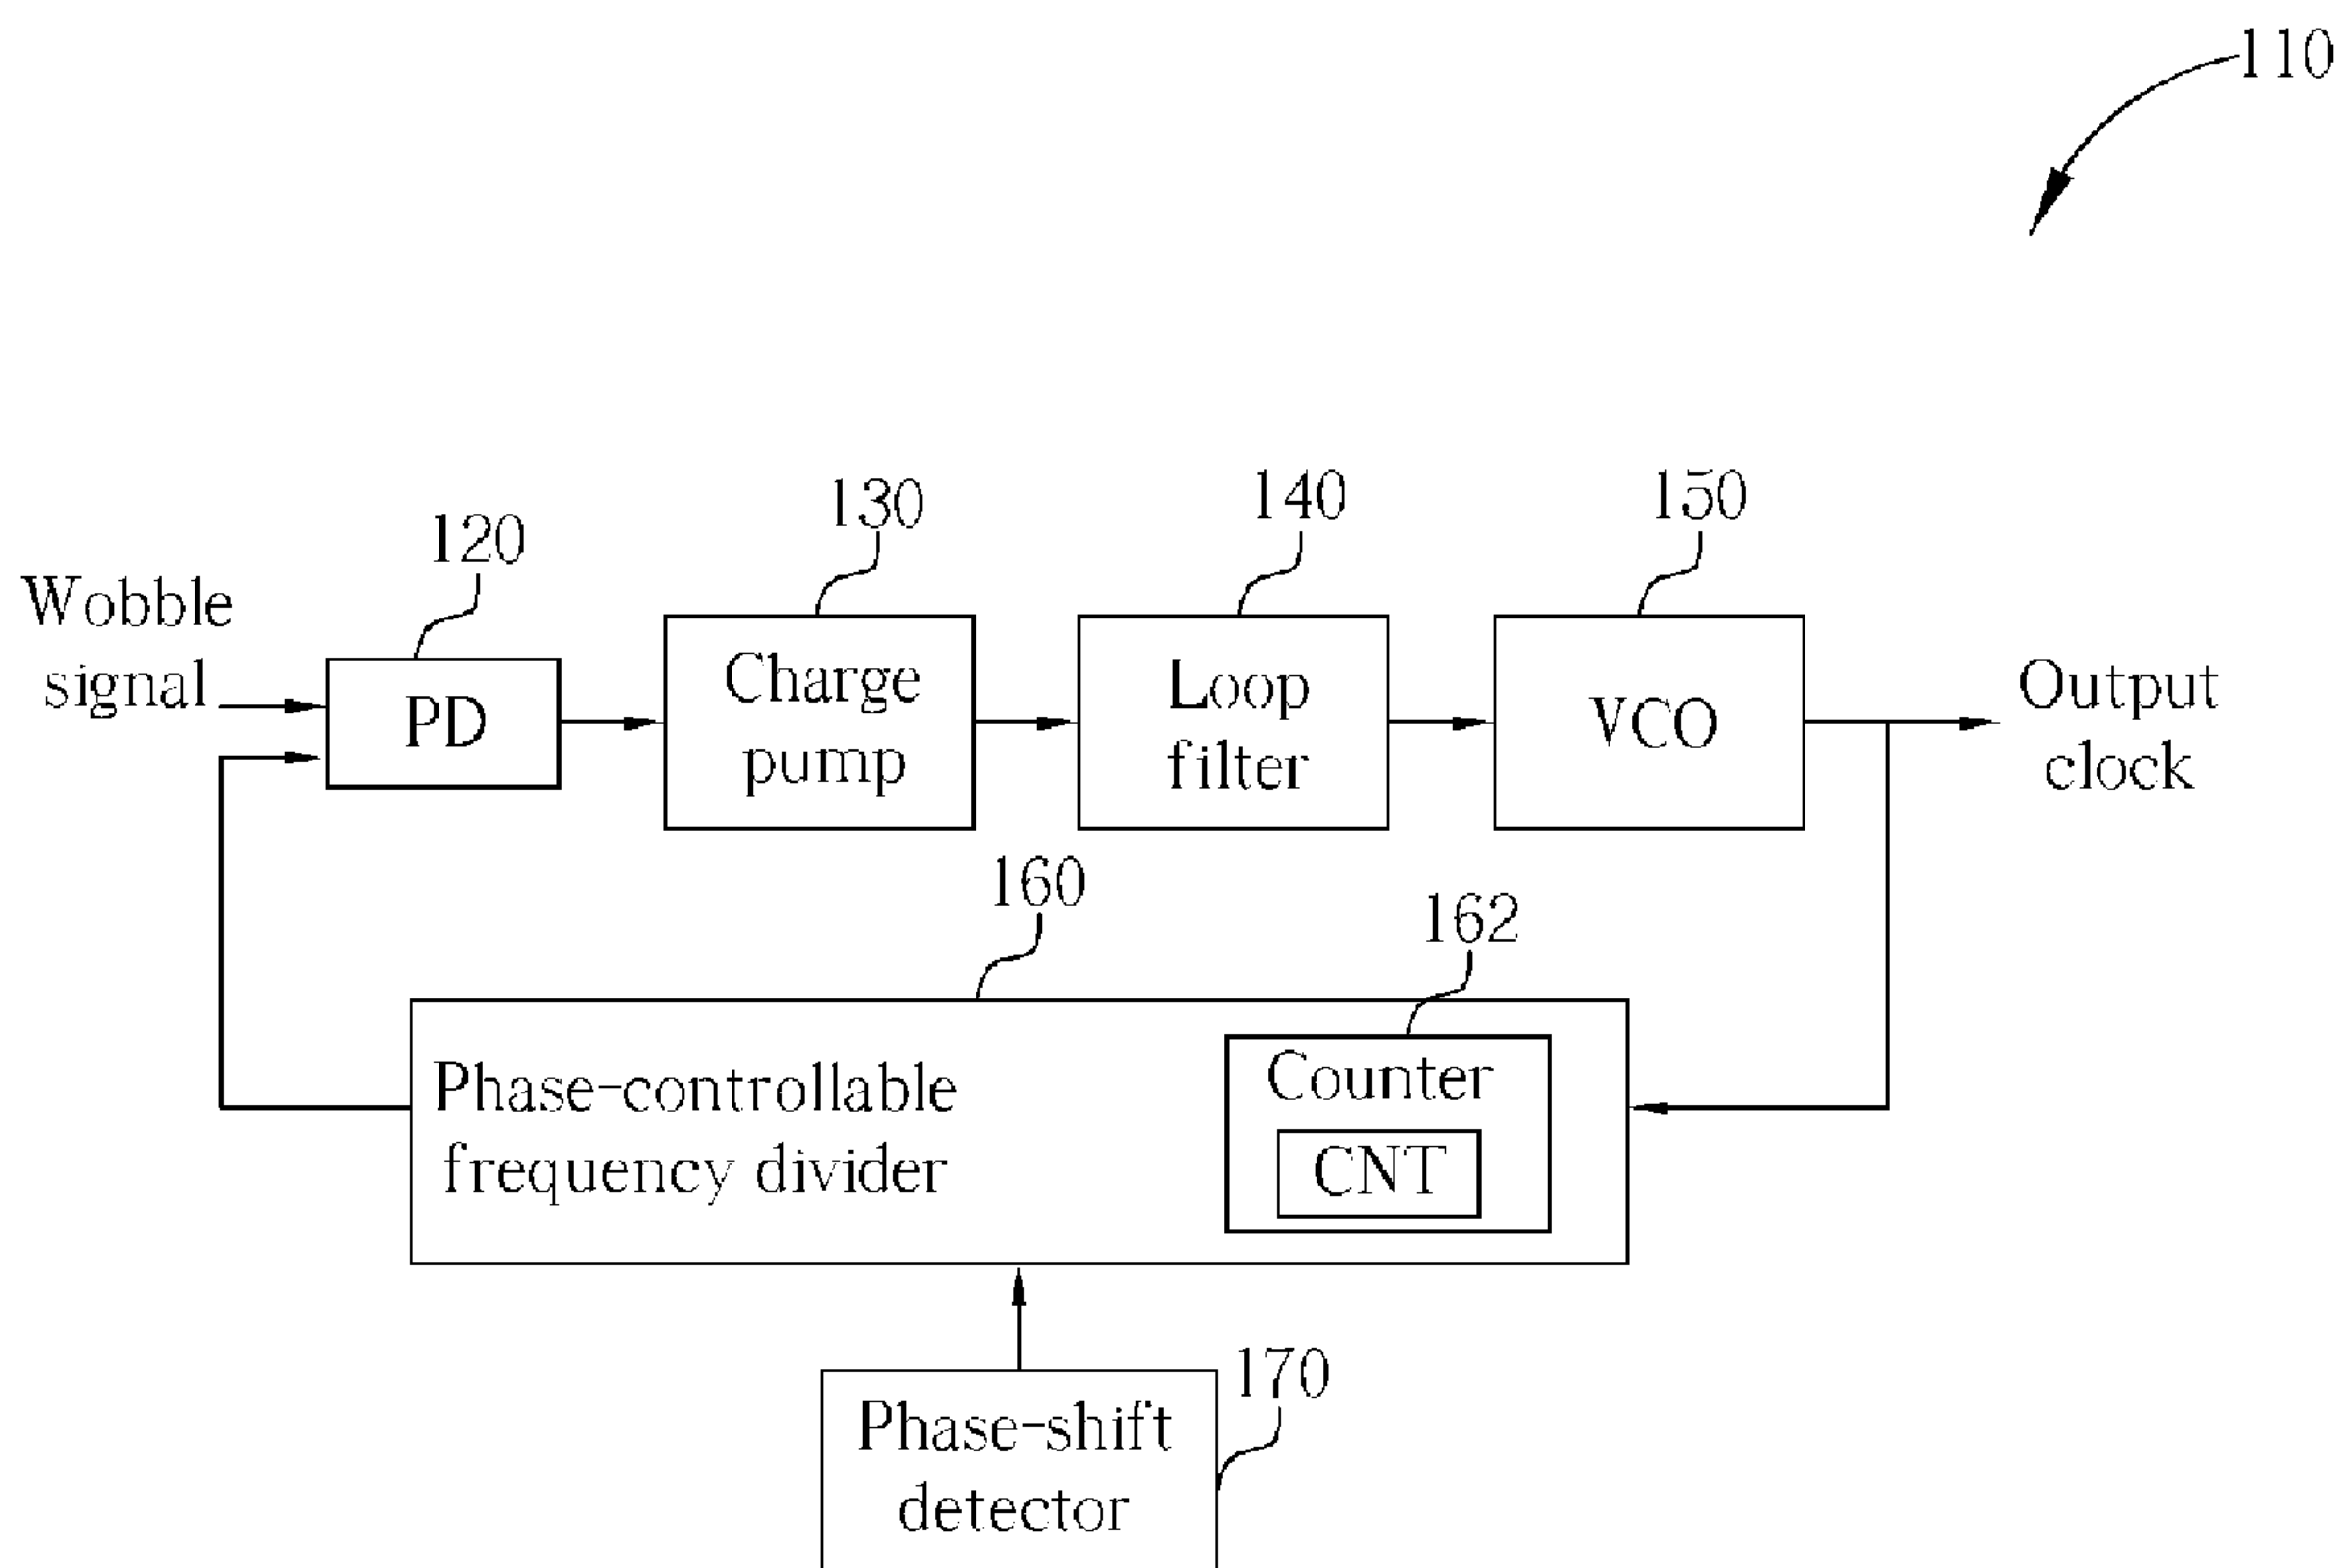 110
130
140
150
120
Wobble
signal
PD
Charge
pump
Loop
filter
VCO
Output
clock
160
162
Phase-controllable
frequency divider
Counter
CNT
170
Phase-shift
detector